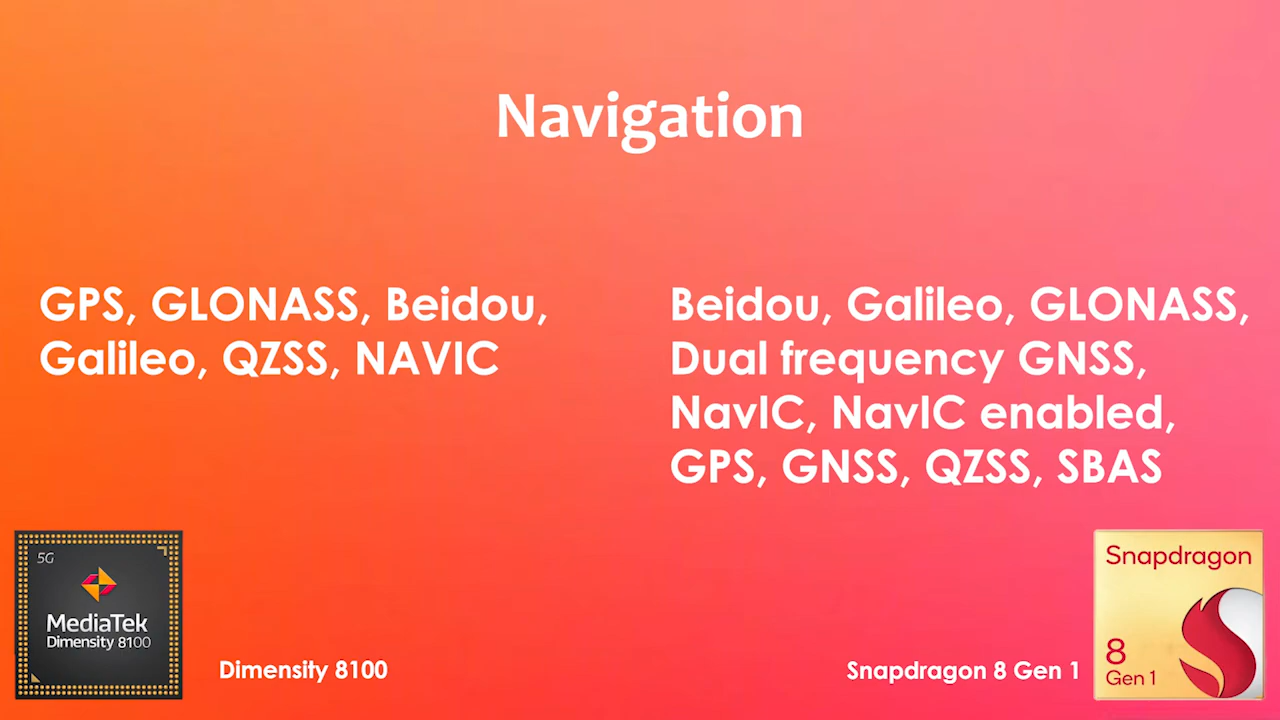 Navigation
GPS, GLONASS, Beidou,
Galileo, QZSS, NAVIC
Beidou, Galileo, GLONASS,
Dual frequency GNSS,
NavIC, NavIC enabled,
GPS, GNSS, QZSS, SBAS
5G
MediaTek
Dimensity 8100
Dimensity 8100
Snapdragon 8 Gen 1
Snapdragon
8
Gen 1